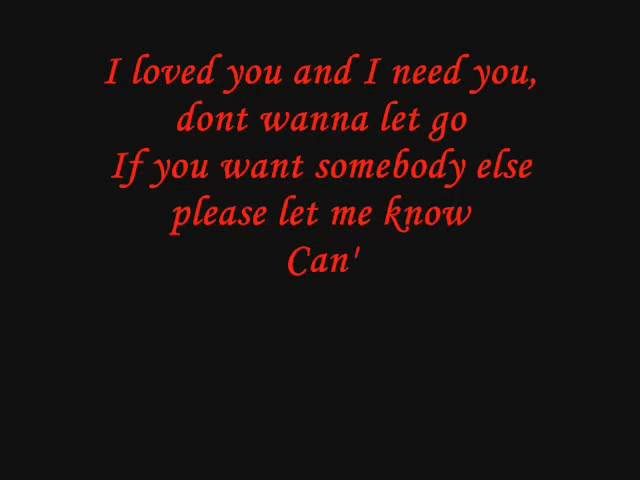 I loved you and I need you,
dont wanna let go
If you want somebody else
please let me know
Can'